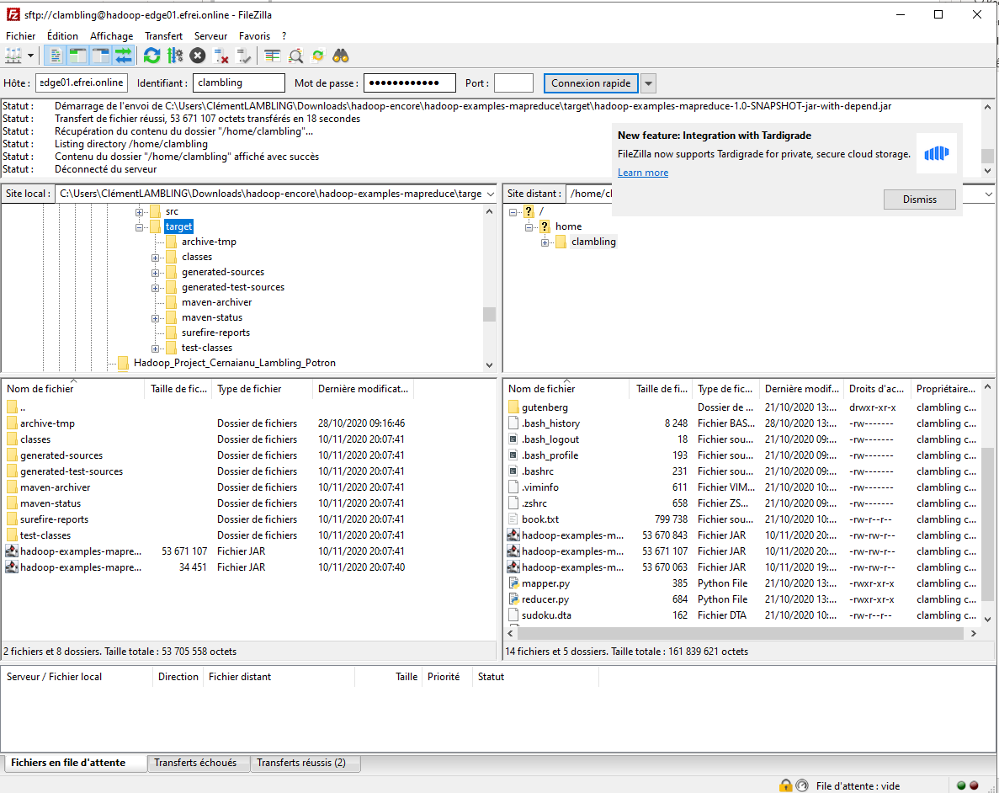 sftp://clambling@hadoop-edge01.efrei.online - FileZilla
Fichier Édition Affichage Transfert Serveur Favoris ?
Hôte : edge01.efrei.online Identifiant : clambling Mot de passe : ●●●●●●●●●●●● Port : Connexion rapide
Statut : Démarrage de l'envoi de C:\Users\ClémentLAMBLING\Downloads\hadoop-encore\hadoop-examples-mapreduce\target\hadoop-examples-mapreduce-1.0-SNAPSHOT-jar-with-depend.jar
Statut : Transfert de fichier réussi, 53 671 107 octets transférés en 18 secondes
Statut : Récupération du contenu du dossier "/home/clambling"...
Statut : Listing directory /home/clambling
Statut : Contenu du dossier "/home/clambling" affiché avec succès
Statut : Déconnecté du serveur
New feature: Integration with Tardigrade
FileZilla now supports Tardigrade for private, secure cloud storage.
Learn more
Dismiss
Site local : C:\Users\ClémentLAMBLING\Downloads\hadoop-encore\hadoop-examples-mapreduce\targe
src
target
archive-tmp
classes
generated-sources
generated-test-sources
maven-archiver
maven-status
surefire-reports
test-classes
Hadoop_Project_Cernaianu_Lambling_Potron
Site distant : /home/cl
/
home
clambling
Nom de fichier Taille de fic... Type de fichier Dernière modificat...
..
archive-tmp Dossier de fichiers 28/10/2020 09:16:46
classes Dossier de fichiers 10/11/2020 20:07:41
generated-sources Dossier de fichiers 10/11/2020 20:07:41
generated-test-sources Dossier de fichiers 10/11/2020 20:07:41
maven-archiver Dossier de fichiers 10/11/2020 20:07:41
maven-status Dossier de fichiers 10/11/2020 20:07:41
surefire-reports Dossier de fichiers 10/11/2020 20:07:41
test-classes Dossier de fichiers 10/11/2020 20:07:41
hadoop-examples-mapre... 53 671 107 Fichier JAR 10/11/2020 20:07:41
hadoop-examples-mapre... 34 451 Fichier JAR 10/11/2020 20:07:40
2 fichiers et 8 dossiers. Taille totale : 53 705 558 octets
Nom de fichier Taille de fi... Type de fic... Dernière modif... Droits d'ac... Propriétaire...
gutenberg Dossier de ... 21/10/2020 13:... drwxr-xr-x clambling c...
.bash_history 8 248 Fichier BAS... 28/10/2020 13:... -rw------- clambling c...
.bash_logout 18 Fichier sou... 21/10/2020 09:... -rw------- clambling c...
.bash_profile 193 Fichier sou... 21/10/2020 09:... -rw------- clambling c...
.bashrc 231 Fichier sou... 21/10/2020 09:... -rw------- clambling c...
.viminfo 611 Fichier VIM... 21/10/2020 10:... -rw------- clambling c...
.zshrc 658 Fichier ZS... 21/10/2020 09:... -rw------- clambling c...
book.txt 799 738 Fichier sou... 21/10/2020 10:... -rw-r--r-- clambling c...
hadoop-examples-m... 53 670 843 Fichier JAR 10/11/2020 20:... -rw-rw-r-- clambling c...
hadoop-examples-m... 53 671 107 Fichier JAR 10/11/2020 20:... -rw-rw-r-- clambling c...
hadoop-examples-m... 53 670 063 Fichier JAR 10/11/2020 19:... -rw-rw-r-- clambling c...
mapper.py 385 Python File 21/10/2020 13:... -rwxr-xr-x clambling c...
reducer.py 684 Python File 21/10/2020 13:... -rwxr-xr-x clambling c...
sudoku.dta 162 Fichier DTA 21/10/2020 10:... -rw-r--r-- clambling c...
14 fichiers et 5 dossiers. Taille totale : 161 839 621 octets
Serveur / Fichier local Direction Fichier distant Taille Priorité Statut
Fichiers en file d'attente Transferts échoués Transferts réussis (2)
File d'attente : vide